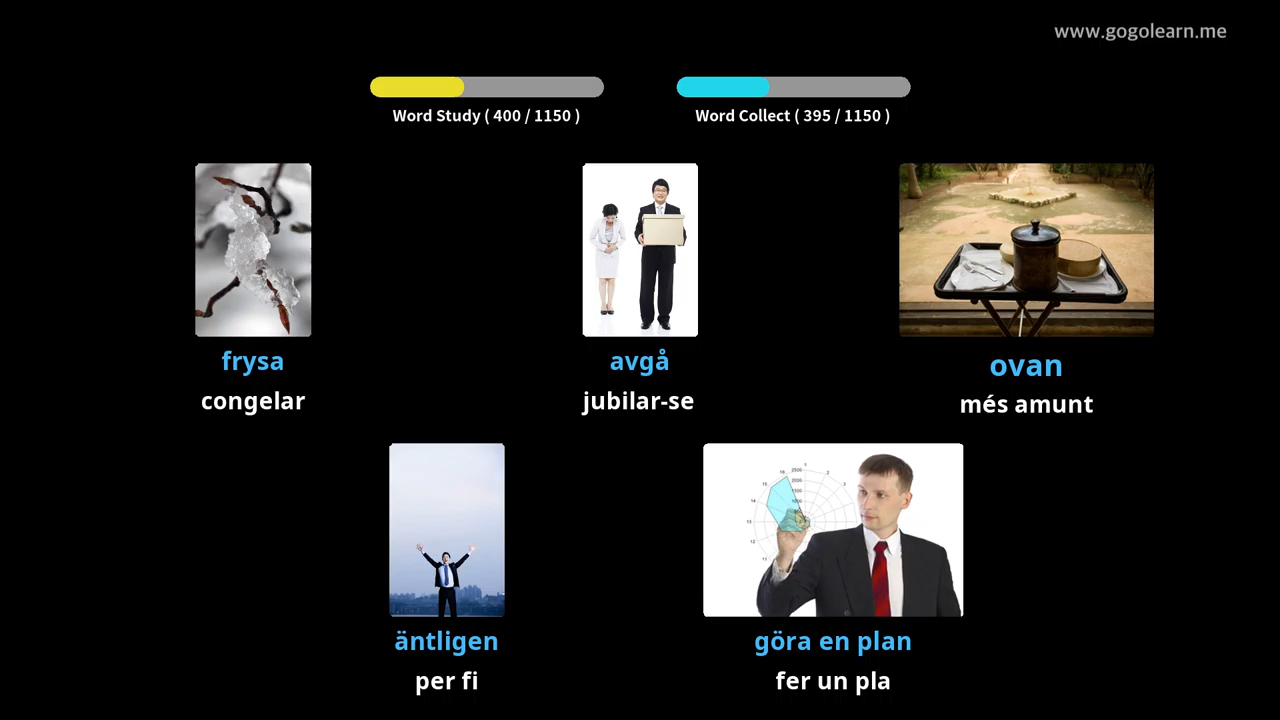 www.gogolearn.me
Word Study ( 400 / 1150 )
Word Collect ( 395 / 1150 )
frysa
congelar
avgå
jubilar-se
ovan
més amunt
äntligen
per fi
göra en plan
fer un pla